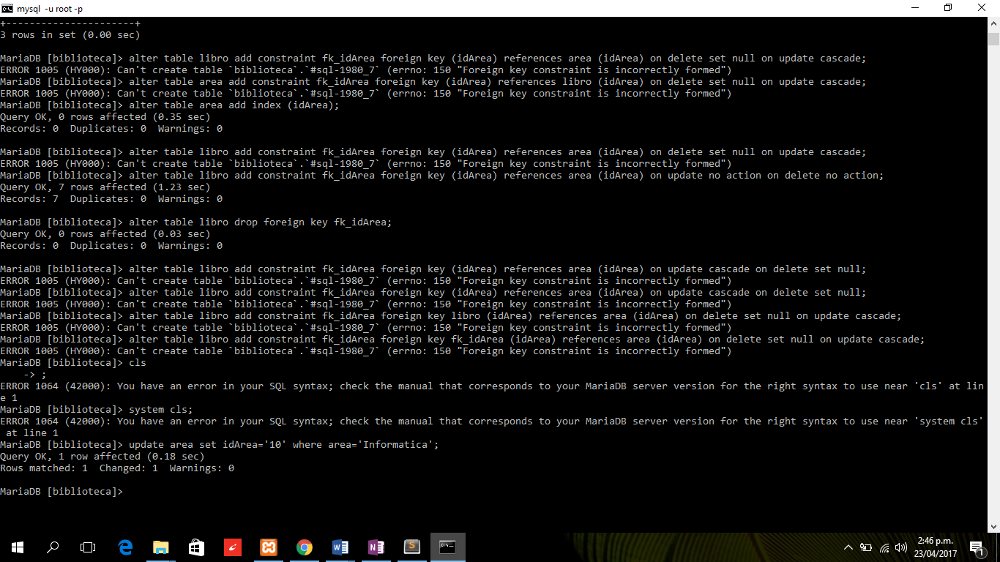 mysql -u root -p
+----------------------+
3 rows in set (0.00 sec)
MariaDB [biblioteca]> alter table libro add constraint fk_idArea foreign key (idArea) references area (idArea) on delete set null on update cascade;
ERROR 1005 (HY000): Can't create table `biblioteca`.`#sql-1980_7` (errno: 150 "Foreign key constraint is incorrectly formed")
MariaDB [biblioteca]> alter table area add constraint fk_idArea foreign key (idArea) references libro (idArea) on delete set null on update cascade;
ERROR 1005 (HY000): Can't create table `biblioteca`.`#sql-1980_7` (errno: 150 "Foreign key constraint is incorrectly formed")
MariaDB [biblioteca]> alter table area add index (idArea);
Query OK, 0 rows affected (0.35 sec)
Records: 0  Duplicates: 0  Warnings: 0
MariaDB [biblioteca]> alter table libro add constraint fk_idArea foreign key (idArea) references area (idArea) on delete set null on update cascade;
ERROR 1005 (HY000): Can't create table `biblioteca`.`#sql-1980_7` (errno: 150 "Foreign key constraint is incorrectly formed")
MariaDB [biblioteca]> alter table libro add constraint fk_idArea foreign key (idArea) references area (idArea) on update no action on delete no action;
Query OK, 7 rows affected (1.23 sec)
Records: 7  Duplicates: 0  Warnings: 0
MariaDB [biblioteca]> alter table libro drop foreign key fk_idArea;
Query OK, 0 rows affected (0.03 sec)
Records: 0  Duplicates: 0  Warnings: 0
MariaDB [biblioteca]> alter table libro add constraint fk_idArea foreign key (idArea) references area (idArea) on update cascade on delete set null;
ERROR 1005 (HY000): Can't create table `biblioteca`.`#sql-1980_7` (errno: 150 "Foreign key constraint is incorrectly formed")
MariaDB [biblioteca]> alter table libro add constraint fk_idArea foreign key (idArea) references area (idArea) on update cascade on delete set null;
ERROR 1005 (HY000): Can't create table `biblioteca`.`#sql-1980_7` (errno: 150 "Foreign key constraint is incorrectly formed")
MariaDB [biblioteca]> alter table libro add constraint fk_idArea foreign key libro (idArea) references area (idArea) on delete set null on update cascade;
ERROR 1005 (HY000): Can't create table `biblioteca`.`#sql-1980_7` (errno: 150 "Foreign key constraint is incorrectly formed")
MariaDB [biblioteca]> alter table libro add constraint fk_idArea foreign key fk_idArea (idArea) references area (idArea) on delete set null on update cascade;
ERROR 1005 (HY000): Can't create table `biblioteca`.`#sql-1980_7` (errno: 150 "Foreign key constraint is incorrectly formed")
MariaDB [biblioteca]> cls
    -> ;
ERROR 1064 (42000): You have an error in your SQL syntax; check the manual that corresponds to your MariaDB server version for the right syntax to use near 'cls' at lin
e 1
MariaDB [biblioteca]> system cls;
ERROR 1064 (42000): You have an error in your SQL syntax; check the manual that corresponds to your MariaDB server version for the right syntax to use near 'system cls'
 at line 1
MariaDB [biblioteca]> update area set idArea='10' where area='Informatica';
Query OK, 1 row affected (0.18 sec)
Rows matched: 1  Changed: 1  Warnings: 0
MariaDB [biblioteca]>
2:46 p.m.
23/04/2017
1